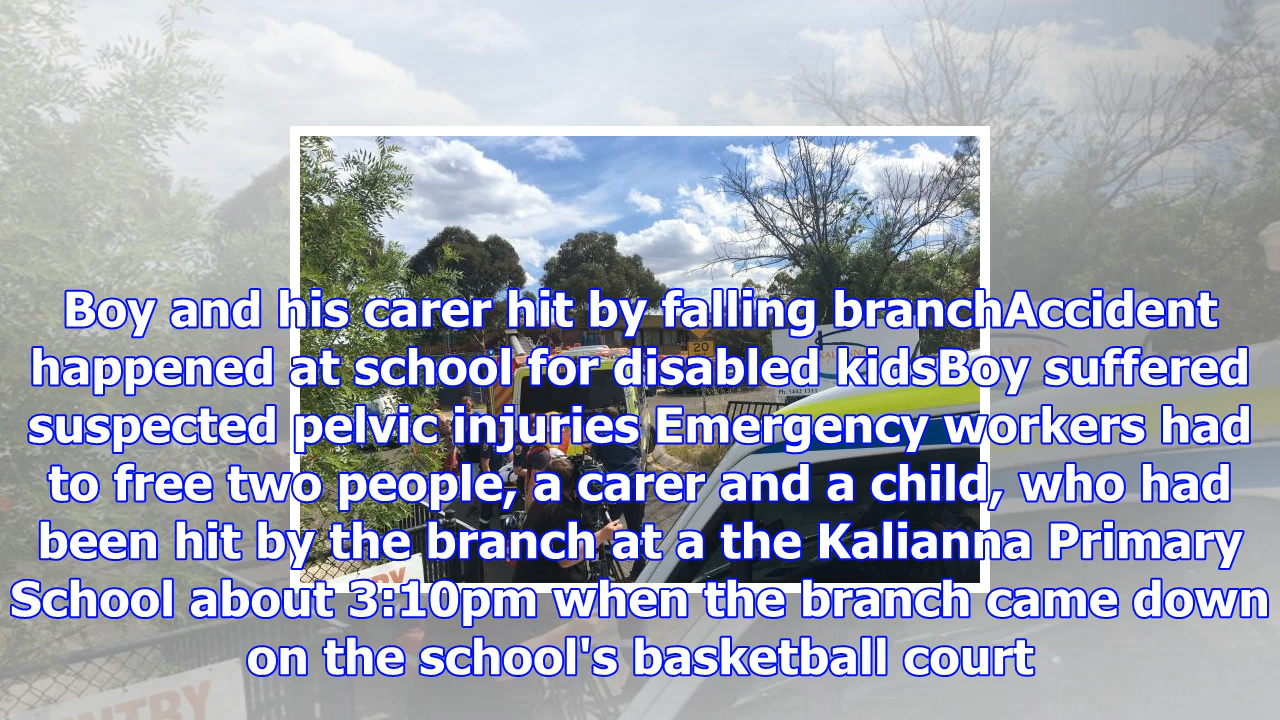 Boy and his carer hit by falling branchAccident
happened at school for disabled kidsBoy suffered
suspected pelvic injuries Emergency workers had
to free two people, a carer and a child, who had
been hit by the branch at a the Kalianna Primary
School about 3:10pm when the branch came down
on the school's basketball court
20